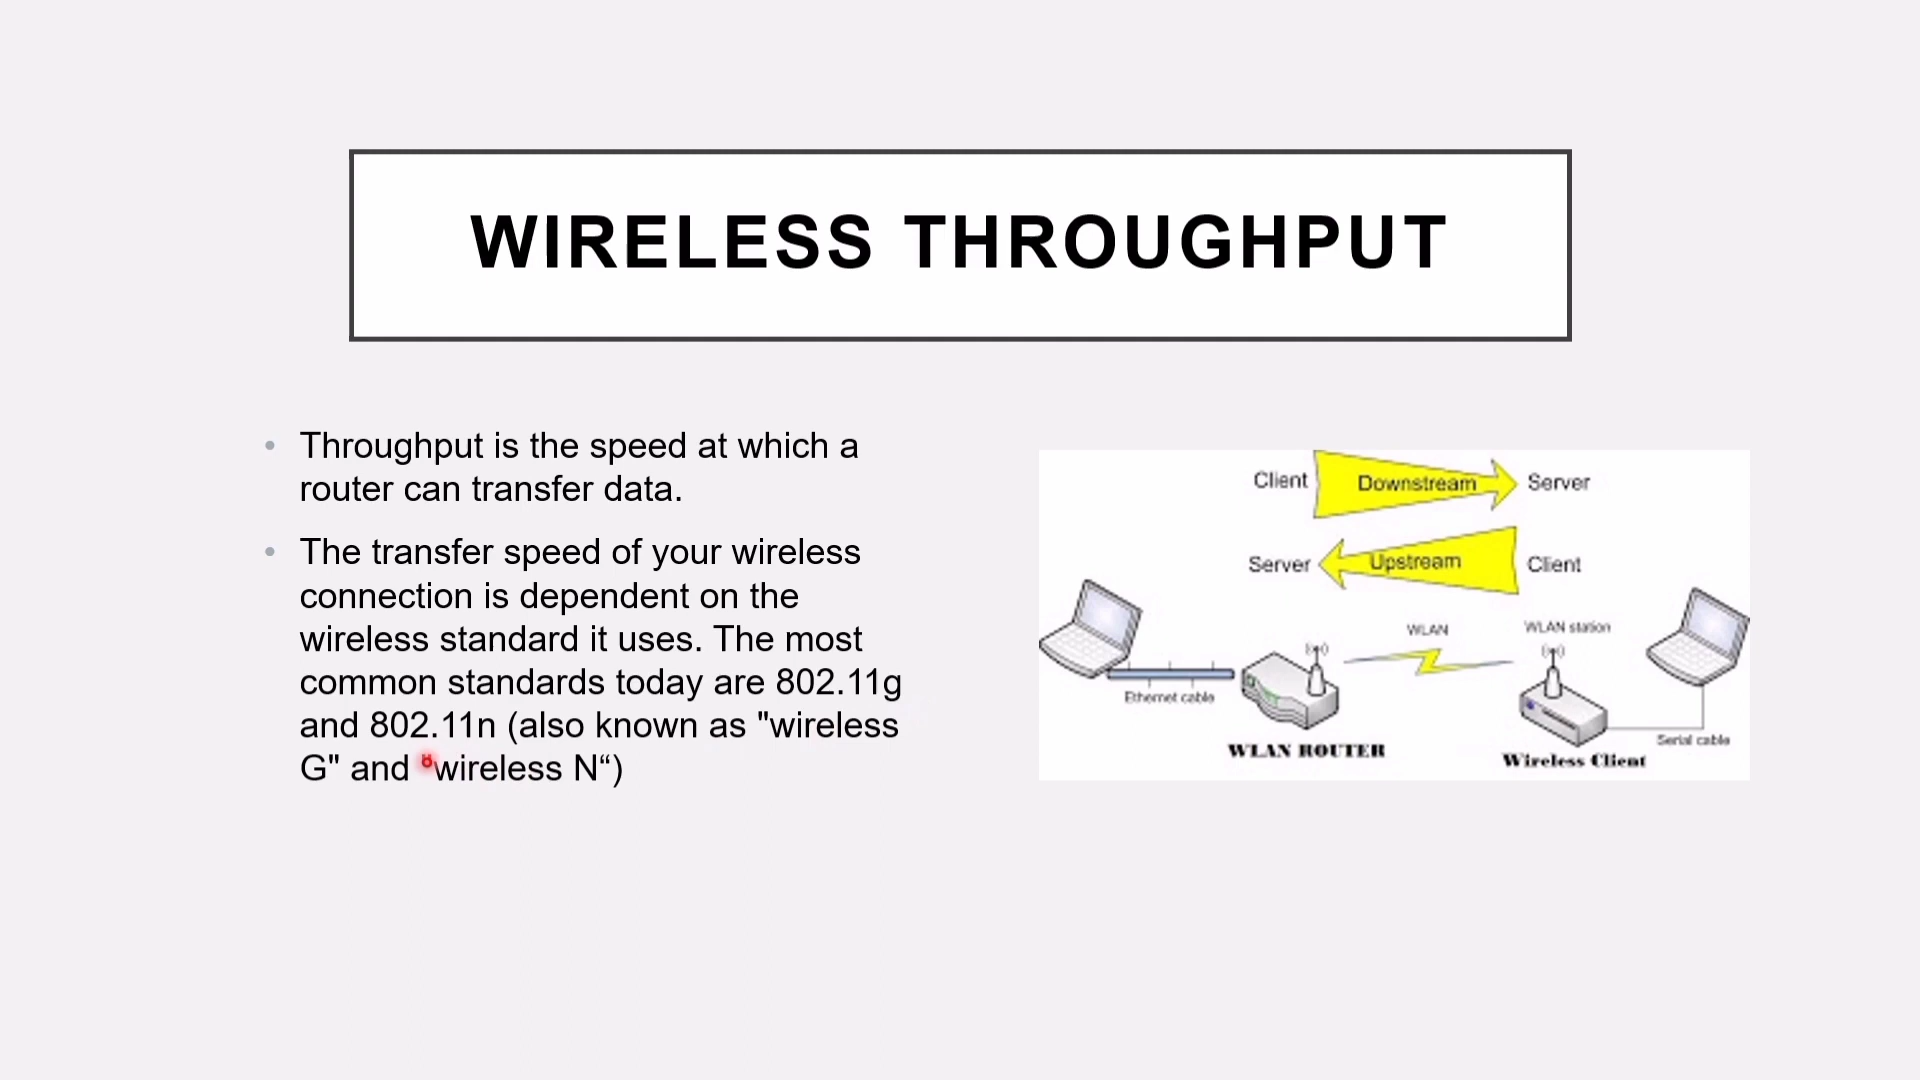 WIRELESS THROUGHPUT
• Throughput is the speed at which a
router can transfer data.
• The transfer speed of your wireless
connection is dependent on the
wireless standard it uses. The most
common standards today are 802.11g
and 802.11n (also known as "wireless
G" and "wireless N“)
Client Downstream Server
Server Upstream Client
WLAN
WLAN station
Ethernet cable
Serial cable
WLAN ROUTER
Wireless Client